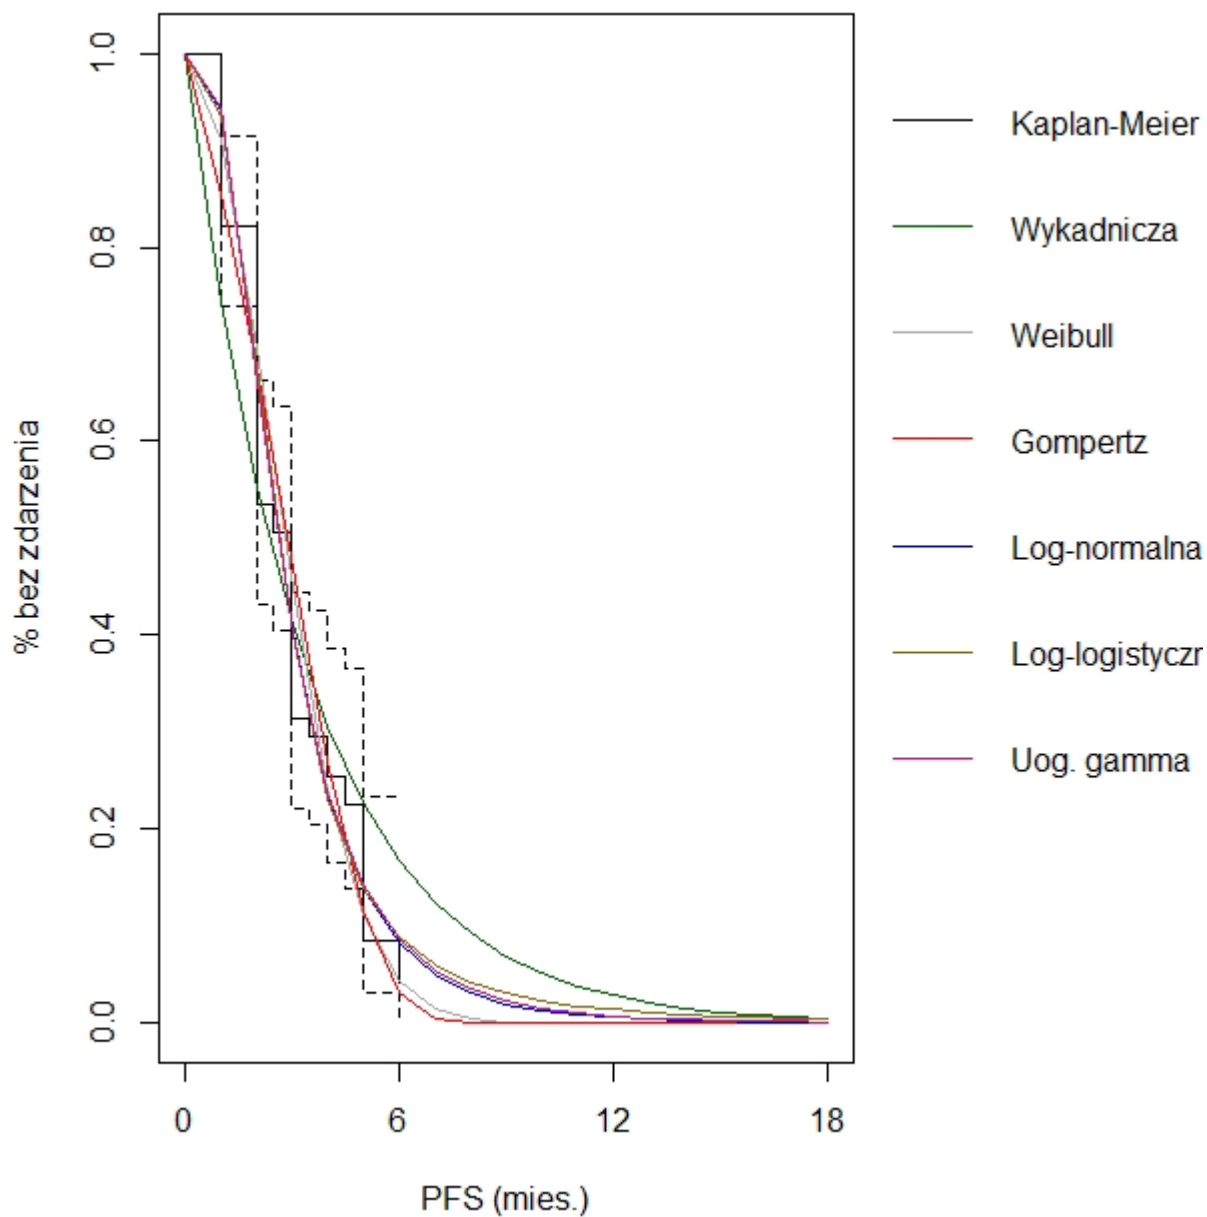 % bez zdarzenia
1.0
0.8
0.6
0.4
0.2
0.0
0 6 12 18
PFS (mies.)
Kaplan-Meier
Wykadnicza
Weibull
Gompertz
Log-normalna
Log-logistyczr
Uog. gamma